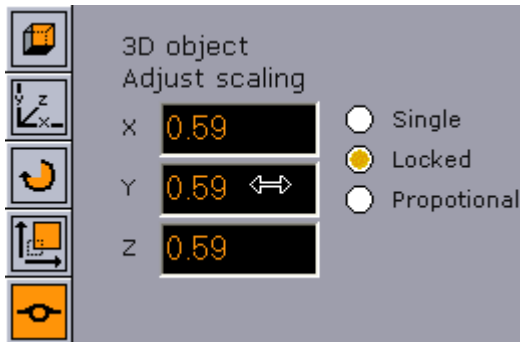 3D object
Adjust scaling
X 0.59
Single
Y 0.59
Locked
Propotional
Z 0.59
y z
x